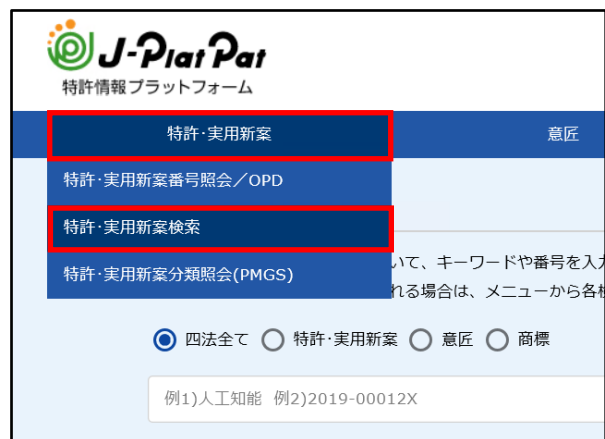 J-PlatPat
特許情報プラットフォーム
特許・実用新案
意匠
特許・実用新案番号照会／OPD
特許・実用新案検索
特許・実用新案分類照会(PMGS)
いて、キーワードや番号を入力
れる場合は、メニューから各検
四法全て 特許・実用新案 意匠 商標
例1)人工知能 例2)2019-00012X